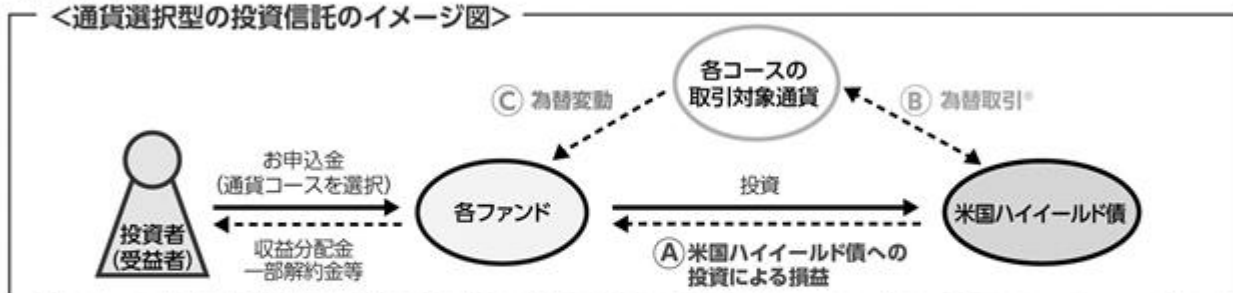 <通貨選択型の投資信託のイメージ図>
各コースの
取引対象通貨
Ⓒ 為替変動
Ⓑ 為替取引※
お申込金
(通貨コースを選択)
投資者
(受益者)
収益分配金
一部解約金等
各ファンド
投資
米国ハイイールド債
Ⓐ 米国ハイイールド債への
投資による損益